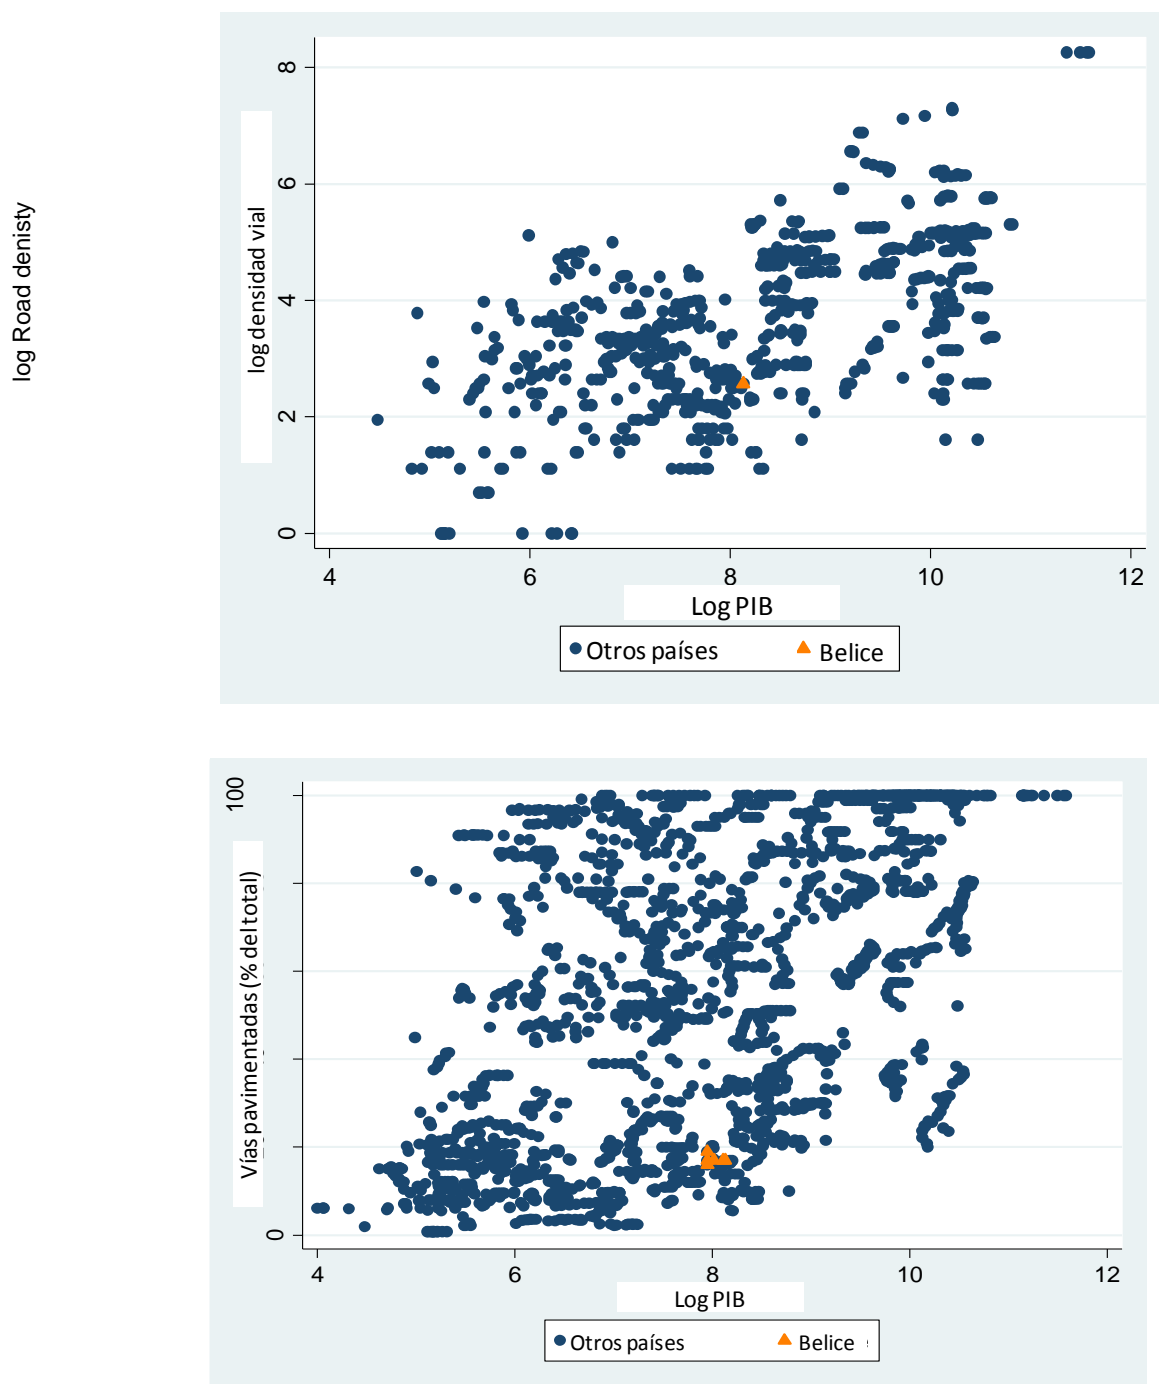 log Road denisty
log densidad vial
8
6
4
2
0
4 6 8 10 12
Log PIB
Otros países Belice
Vías pavimentadas (% del total)
100
0
4 6 8 10 12
Log PIB
Otros países Belice